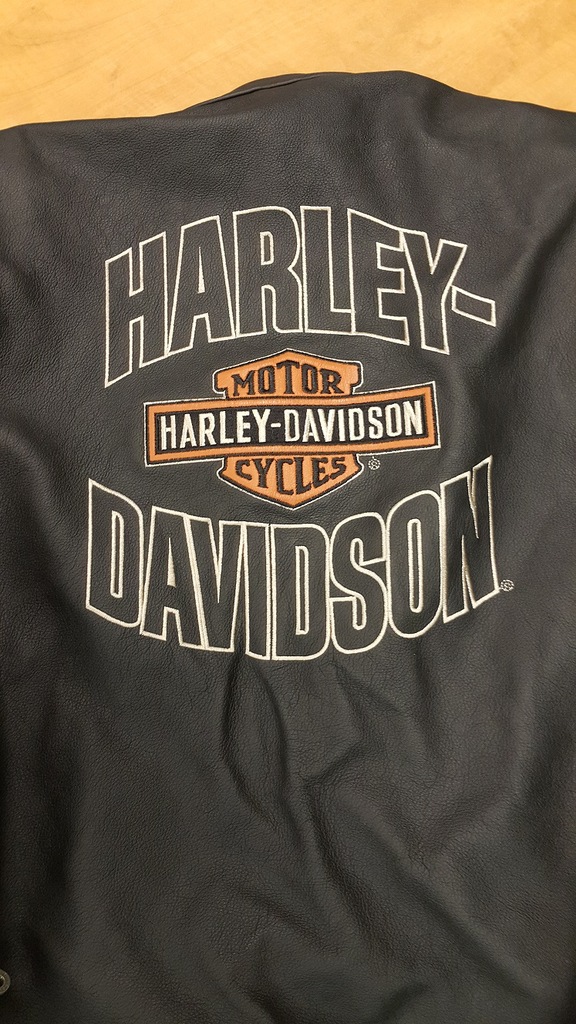 HARLEY-
MOTOR
HARLEY-DAVIDSON
CYCLES ®
DAVIDSON ®